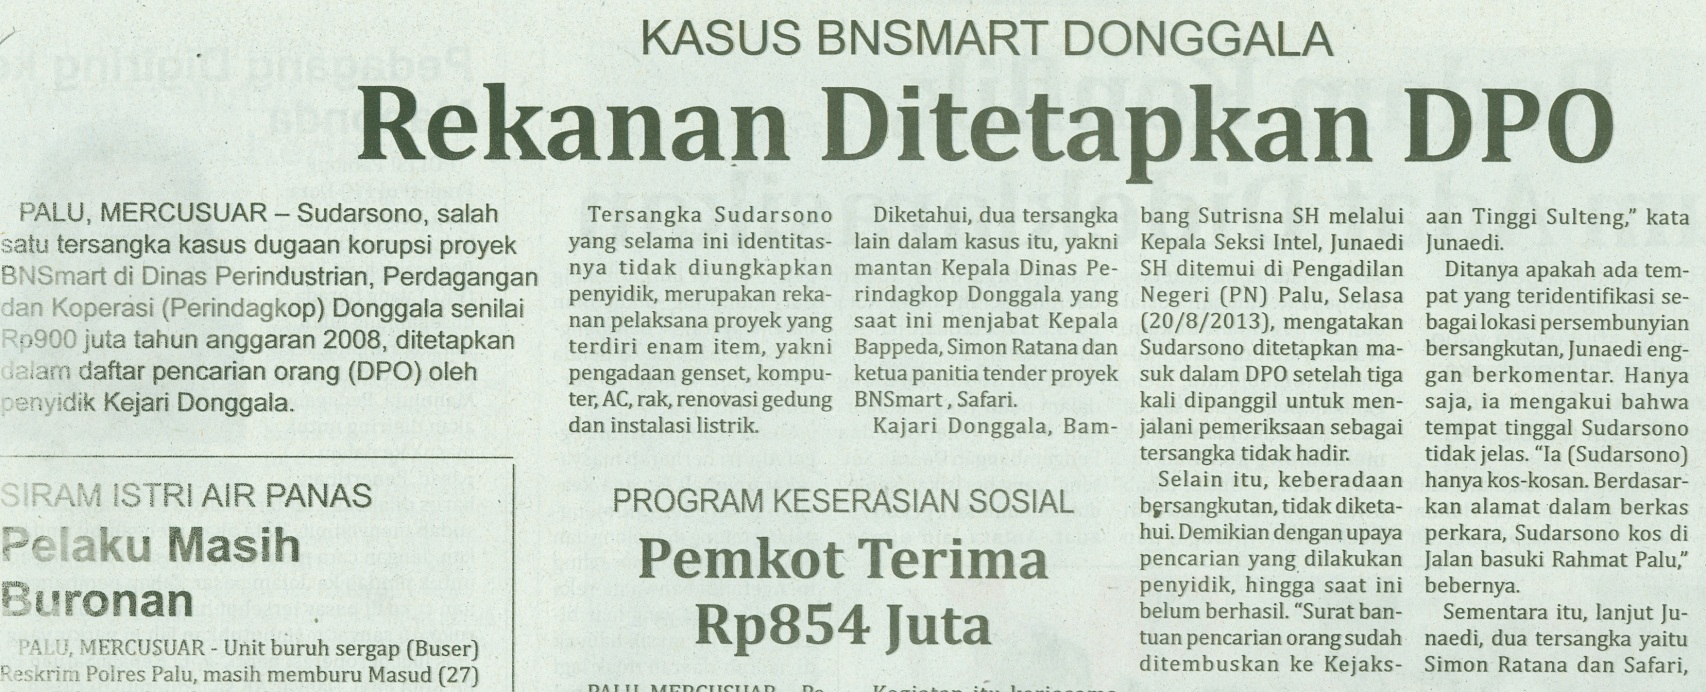 KASUS BNSMART DONGGALA
Rekanan Ditetapkan DPO
PALU, MERCUSUAR – Sudarsono, salah
satu tersangka kasus dugaan korupsi proyek
BNSmart di Dinas Perindustrian, Perdagangan
dan Koperasi (Perindagkop) Donggala senilai
Rp900 juta tahun anggaran 2008, ditetapkan
dalam daftar pencarian orang (DPO) oleh
penyidik Kejari Donggala.
Tersangka Sudarsono
yang selama ini identitas-
nya tidak diungkapkan
penyidik, merupakan reka-
nan pelaksana proyek yang
terdiri enam item, yakni
pengadaan genset, kompu-
ter, AC, rak, renovasi gedung
dan instalasi listrik.
Diketahui, dua tersangka
lain dalam kasus itu, yakni
mantan Kepala Dinas Pe-
rindagkop Donggala yang
saat ini menjabat Kepala
Bappeda, Simon Ratana dan
ketua panitia tender proyek
BNSmart , Safari.
Kajari Donggala, Bam-
bang Sutrisna SH melalui
Kepala Seksi Intel, Junaedi
SH ditemui di Pengadilan
Negeri (PN) Palu, Selasa
(20/8/2013), mengatakan
Sudarsono ditetapkan ma-
suk dalam DPO setelah tiga
kali dipanggil untuk men-
jalani pemeriksaan sebagai
tersangka tidak hadir.
Selain itu, keberadaan
bersangkutan, tidak diketa-
hui. Demikian dengan upaya
pencarian yang dilakukan
penyidik, hingga saat ini
belum berhasil. “Surat ban-
tuan pencarian orang sudah
ditembuskan ke Kejaks-
aan Tinggi Sulteng,” kata
Junaedi.
Ditanya apakah ada tem-
pat yang teridentifikasi se-
bagai lokasi persembunyian
bersangkutan, Junaedi eng-
gan berkomentar. Hanya
saja, ia mengakui bahwa
tempat tinggal Sudarsono
tidak jelas. “Ia (Sudarsono)
hanya kos-kosan. Berdasar-
kan alamat dalam berkas
perkara, Sudarsono kos di
Jalan basuki Rahmat Palu,”
bebernya.
Sementara itu, lanjut Ju-
naedi, dua tersangka yaitu
Simon Ratana dan Safari,
SIRAM ISTRI AIR PANAS
Pelaku Masih
Buronan
PALU, MERCUSUAR - Unit buruh sergap (Buser)
Reskrim Polres Palu, masih memburu Masud (27)
PROGRAM KESERASIAN SOSIAL
Pemkot Terima
Rp854 Juta
PALU, MERCUSUAR - Pe-
Kegiatan itu kerjasama